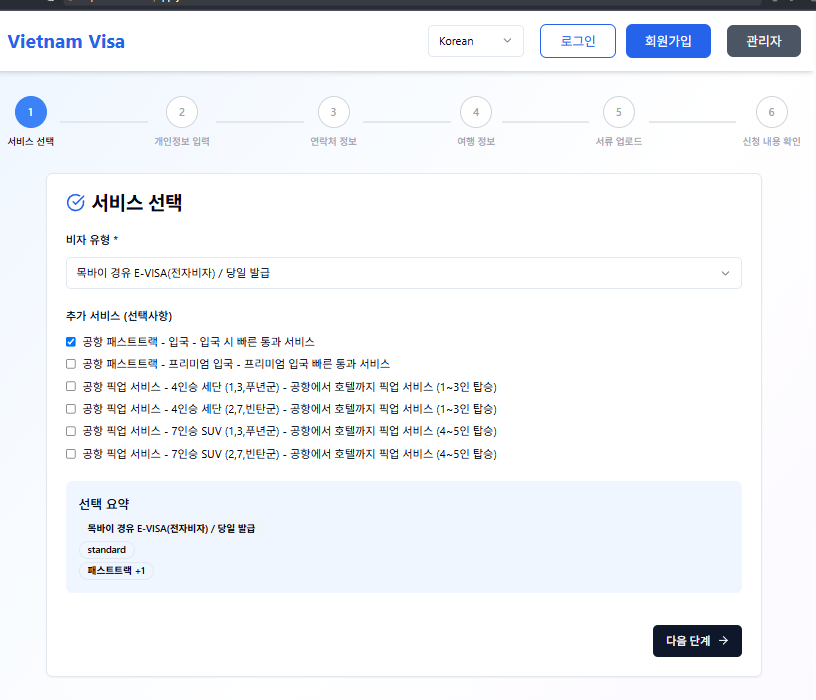 Vietnam Visa
Korean
로그인
회원가입
관리자
1
2
3
4
5
6
서비스 선택
개인정보 입력
연락처 정보
여행 정보
서류 업로드
신청 내용 확인
서비스 선택
비자 유형 *
목바이 경유 E-VISA(전자비자) / 당일 발급
추가 서비스 (선택사항)
공항 패스트트랙 - 입국 - 입국 시 빠른 통과 서비스
공항 패스트트랙 - 프리미엄 입국 - 프리미엄 입국 빠른 통과 서비스
공항 픽업 서비스 - 4인승 세단 (1,3,푸년군) - 공항에서 호텔까지 픽업 서비스 (1~3인 탑승)
공항 픽업 서비스 - 4인승 세단 (2,7,빈탄군) - 공항에서 호텔까지 픽업 서비스 (1~3인 탑승)
공항 픽업 서비스 - 7인승 SUV (1,3,푸년군) - 공항에서 호텔까지 픽업 서비스 (4~5인 탑승)
공항 픽업 서비스 - 7인승 SUV (2,7,빈탄군) - 공항에서 호텔까지 픽업 서비스 (4~5인 탑승)
선택 요약
목바이 경유 E-VISA(전자비자) / 당일 발급
standard
패스트트랙 +1
다음 단계 →